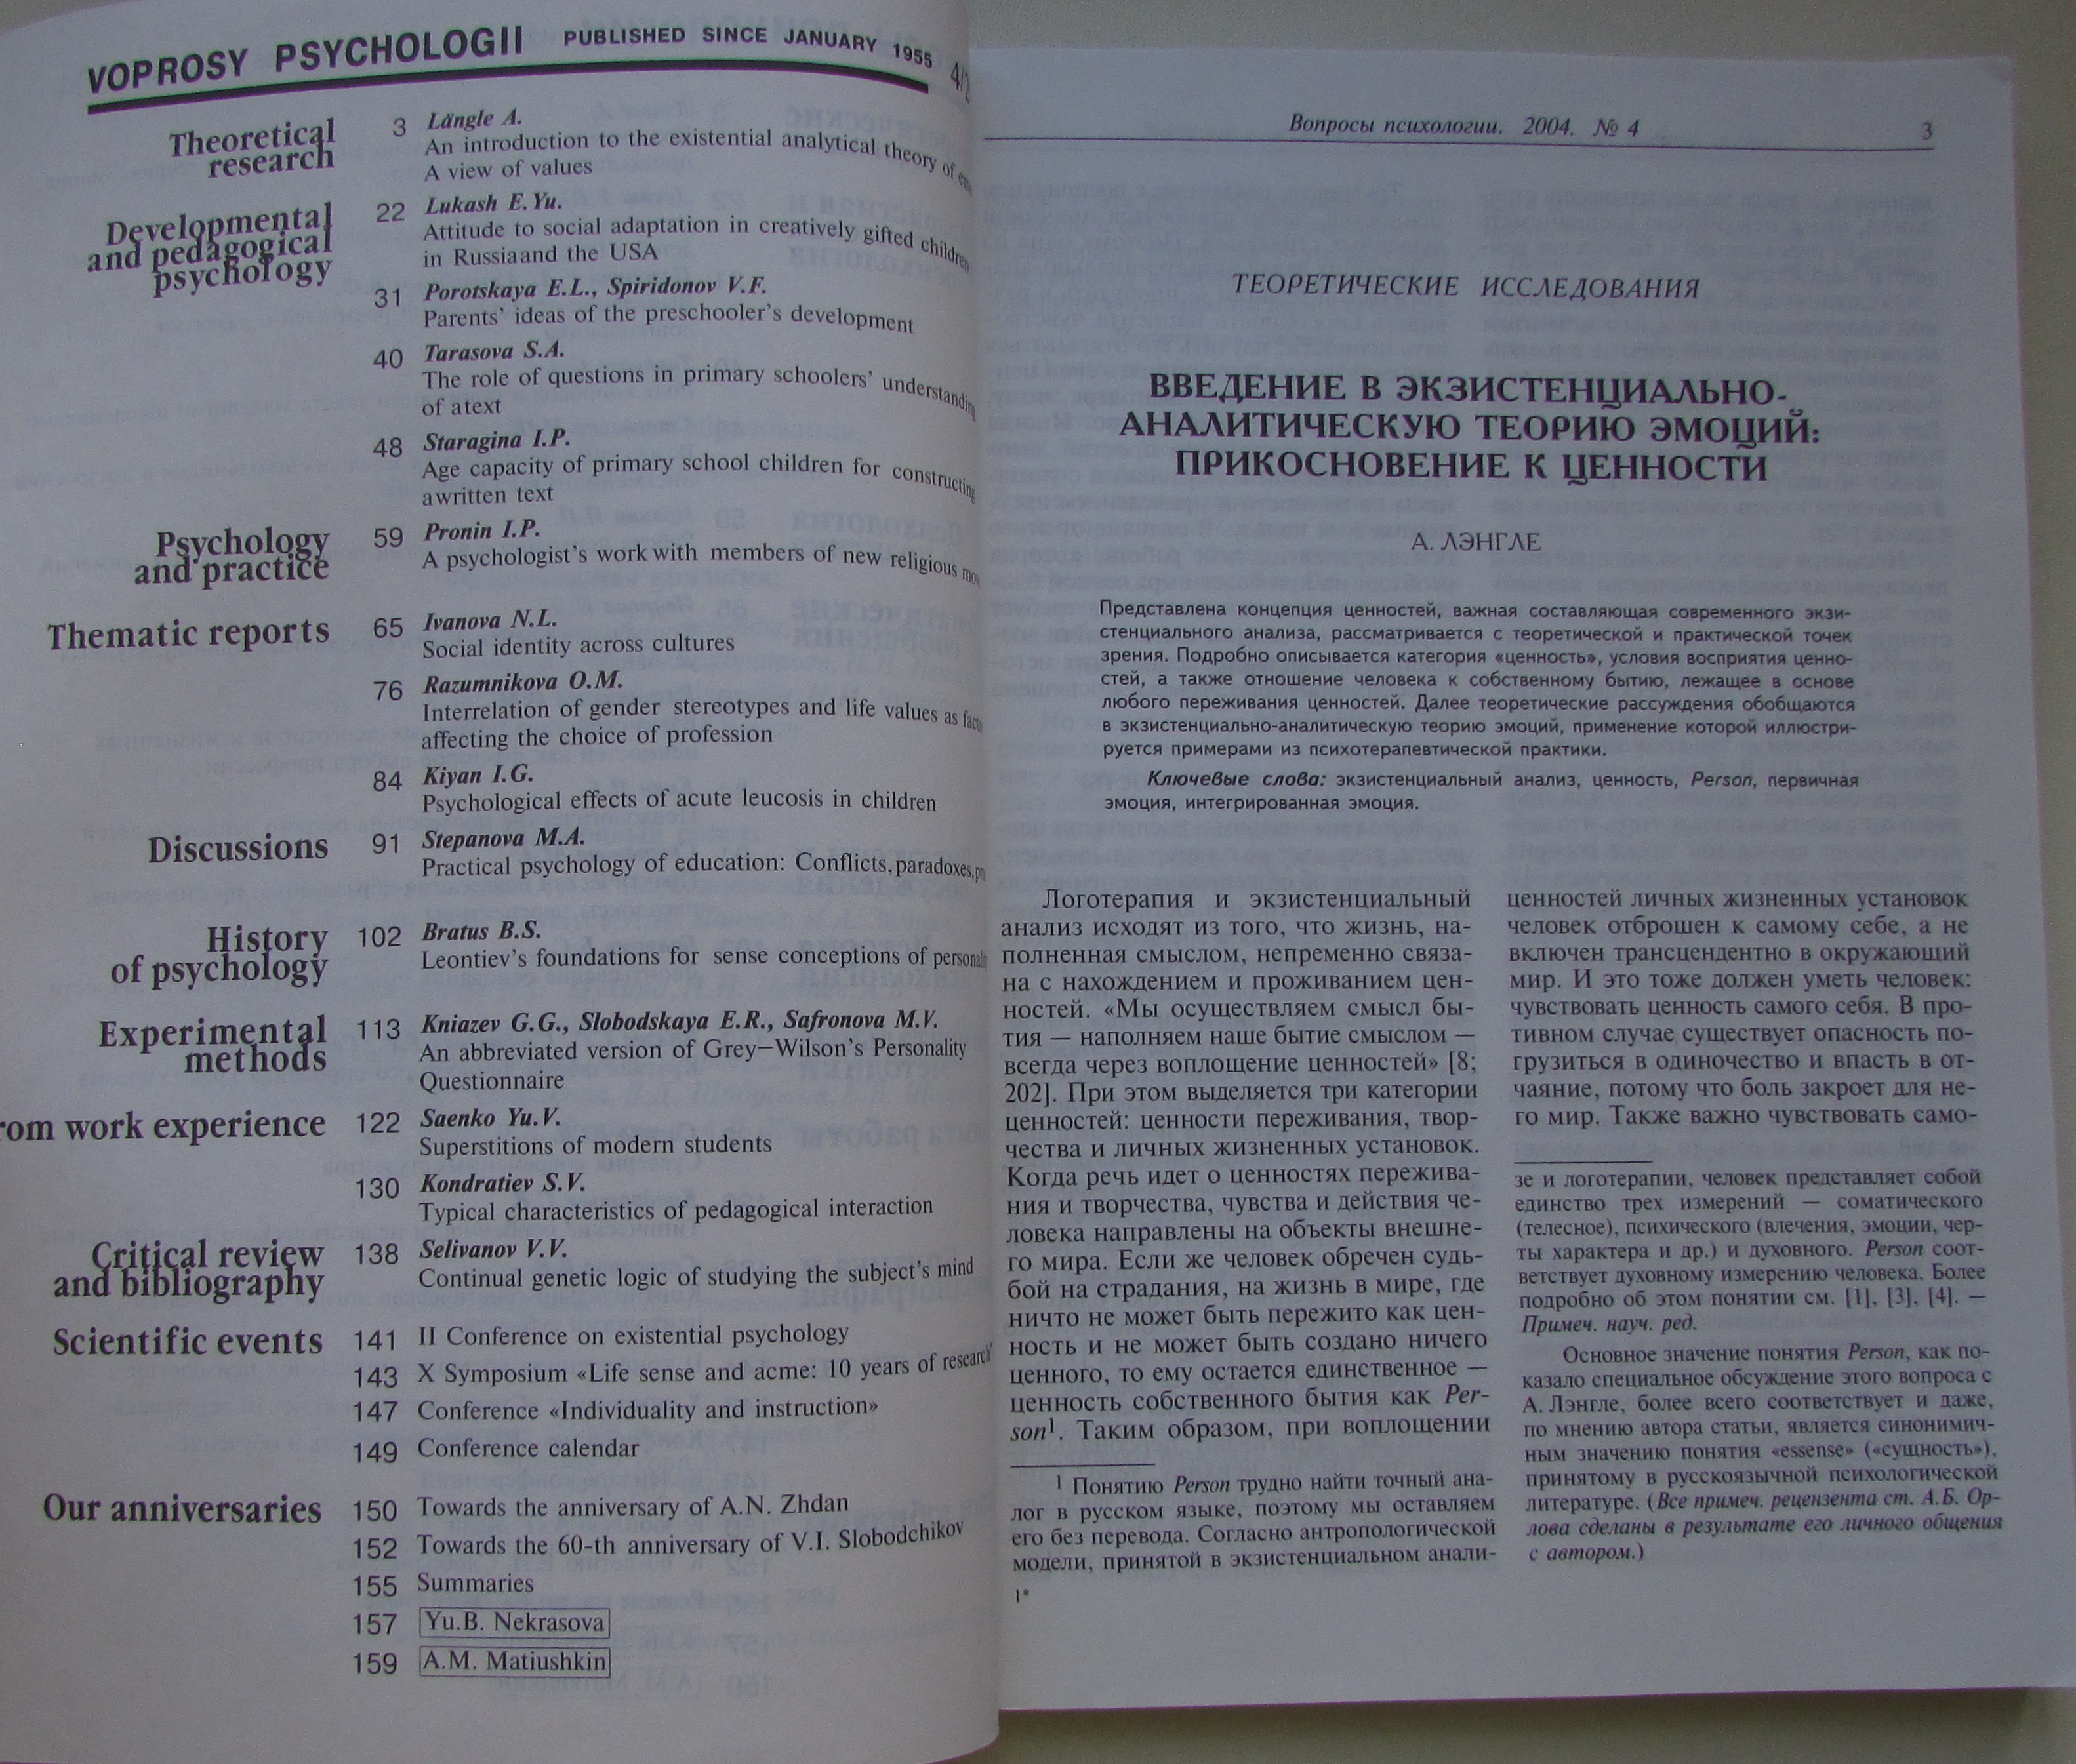 VOPROSY PSYCHOLOGII PUBLISHED SINCE JANUARY 1955
Theoretical
research
3 Längle A.
An introduction to the existential analytical theory of
A view of values
Developmental
and pedagogical
psychology
22 Lukash E.Yu.
Attitude to social adaptation in creatively gifted children
in Russiaand the USA
31 Porotskaya E.L., Spiridonov V.F.
Parents' ideas of the preschooler's development
40 Tarasova S.A.
The role of questions in primary schoolers' understanding
of atext
48 Staragina I.P.
Age capacity of primary school children for constructing
awritten text
Psychology
and practice
59 Pronin I.P.
A psychologist's work with members of new religious
Thematic reports
65 Ivanova N.L.
Social identity across cultures
76 Razumnikova O.M.
Interrelation of gender stereotypes and life values as
affecting the choice of profession
84 Kiyan I.G.
Psychological effects of acute leucosis in children
Discussions
91 Stepanova M.A.
Practical psychology of education: Conflicts, paradoxes,
History
of psychology
102 Bratus B.S.
Leontiev's foundations for sense conceptions of
Experimental
methods
113 Kniazev G.G., Slobodskaya E.R., Safronova M.V.
An abbreviated version of Grey—Wilson's Personality
Questionnaire
rom work experience
122 Saenko Yu.V.
Superstitions of modern students
130 Kondratiev S.V.
Typical characteristics of pedagogical interaction
Critical review
and bibliography
138 Selivanov V.V.
Continual genetic logic of studying the subject's mind
Scientific events
141 II Conference on existential psychology
143 X Symposium «Life sense and acme: 10 years of research
147 Conference «Individuality and instruction»
149 Conference calendar
Our anniversaries
150 Towards the anniversary of A.N. Zhdan
152 Towards the 60-th anniversary of V.I. Slobodchikov
155 Summaries
157 Yu.B. Nekrasova
159 A.M. Matiushkin
Вопросы психологии. 2004. № 4 3
ТЕОРЕТИЧЕСКИЕ ИССЛЕДОВАНИЯ
ВВЕДЕНИЕ В ЭКЗИСТЕНЦИАЛЬНО-
АНАЛИТИЧЕСКУЮ ТЕОРИЮ ЭМОЦИЙ:
ПРИКОСНОВЕНИЕ К ЦЕННОСТИ
А. ЛЭНГЛЕ
Представлена концепция ценностей, важная составляющая современного экзи-
стенциального анализа, рассматривается с теоретической и практической точек
зрения. Подробно описывается категория «ценность», условия восприятия ценно-
стей, а также отношение человека к собственному бытию, лежащее в основе
любого переживания ценностей. Далее теоретические рассуждения обобщаются
в экзистенциально-аналитическую теорию эмоций, применение которой иллюстри-
руется примерами из психотерапевтической практики.
Ключевые слова: экзистенциальный анализ, ценность, Person, первичная
эмоция, интегрированная эмоция.
Логотерапия и экзистенциальный
анализ исходят из того, что жизнь, на-
полненная смыслом, непременно связа-
на с нахождением и проживанием цен-
ностей. «Мы осуществляем смысл бы-
тия — наполняем наше бытие смыслом —
всегда через воплощение ценностей» [8;
202]. При этом выделяется три категории
ценностей: ценности переживания, твор-
чества и личных жизненных установок.
Когда речь идет о ценностях пережива-
ния и творчества, чувства и действия че-
ловека направлены на объекты внешне-
го мира. Если же человек обречен судь-
бой на страдания, на жизнь в мире, где
ничто не может быть пережито как цен-
ность и не может быть создано ничего
ценного, то ему остается единственное —
ценность собственного бытия как Per-
son¹. Таким образом, при воплощении
¹ Понятию Person трудно найти точный ана-
лог в русском языке, поэтому мы оставляем
его без перевода. Согласно антропологической
модели, принятой в экзистенциальном анали-
1*
ценностей личных жизненных установок
человек отброшен к самому себе, а не
включен трансцендентно в окружающий
мир. И это тоже должен уметь человек:
чувствовать ценность самого себя. В про-
тивном случае существует опасность по-
грузиться в одиночество и впасть в от-
чаяние, потому что боль закроет для не-
го мир. Также важно чувствовать само-
зе и логотерапии, человек представляет собой
единство трех измерений — соматического
(телесное), психического (влечения, эмоции, чер-
ты характера и др.) и духовного. Person соот-
ветствует духовному измерению человека. Более
подробно об этом понятии см. [1], [3], [4]. —
Примеч. науч. ред.
Основное значение понятия Person, как по-
казало специальное обсуждение этого вопроса с
А. Лэнгле, более всего соответствует и даже,
по мнению автора статьи, является синонимич-
ным значению понятия «essense» («сущность»),
принятому в русскоязычной психологической
литературе. (Все примеч. рецензента ст. А.Б. Ор-
лова сделаны в результате его личного общения
с автором.)